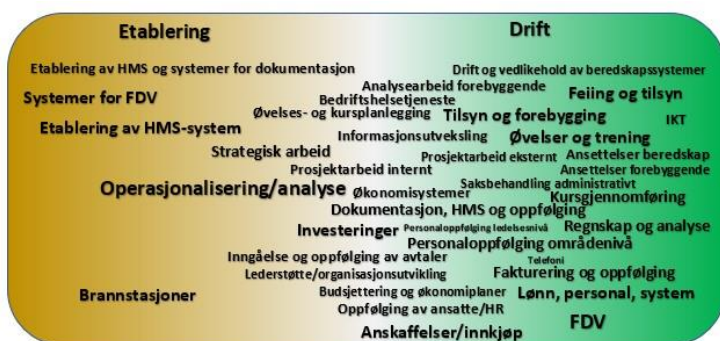 Etablering
Drift
Etablering av HMS og systemer for dokumentasjon
Drift og vedlikehold av beredskapssystemer
Analysearbeid forebyggende
Systemer for FDV
Bedriftshelsetjeneste
Feiing og tilsyn
Øvelses- og kursplanlegging
Tilsyn og forebygging
IKT
Etablering av HMS-system
Informasjonsutveksling
Øvelser og trening
Strategisk arbeid
Prosjektarbeid eksternt
Ansettelser beredskap
Prosjektarbeid internt
Ansettelser forebyggende
Operasjonalisering/analyse
Økonomisystemer
Saksbehandling administrativt
Kursgjennomføring
Dokumentasjon, HMS og oppfølging
Investeringer
Personaloppfølging ledelsesnivå
Regnskap og analyse
Personaloppfølging områdenivå
Inngåelse og oppfølging av avtaler
Telefoni
Lederstøtte/organisasjonsutvikling
Fakturering og oppfølging
Brannstasjoner
Budsjettering og økonomiplaner
Lønn, personal, system
Oppfølging av ansatte/HR
FDV
Anskaffelser/innkjøp